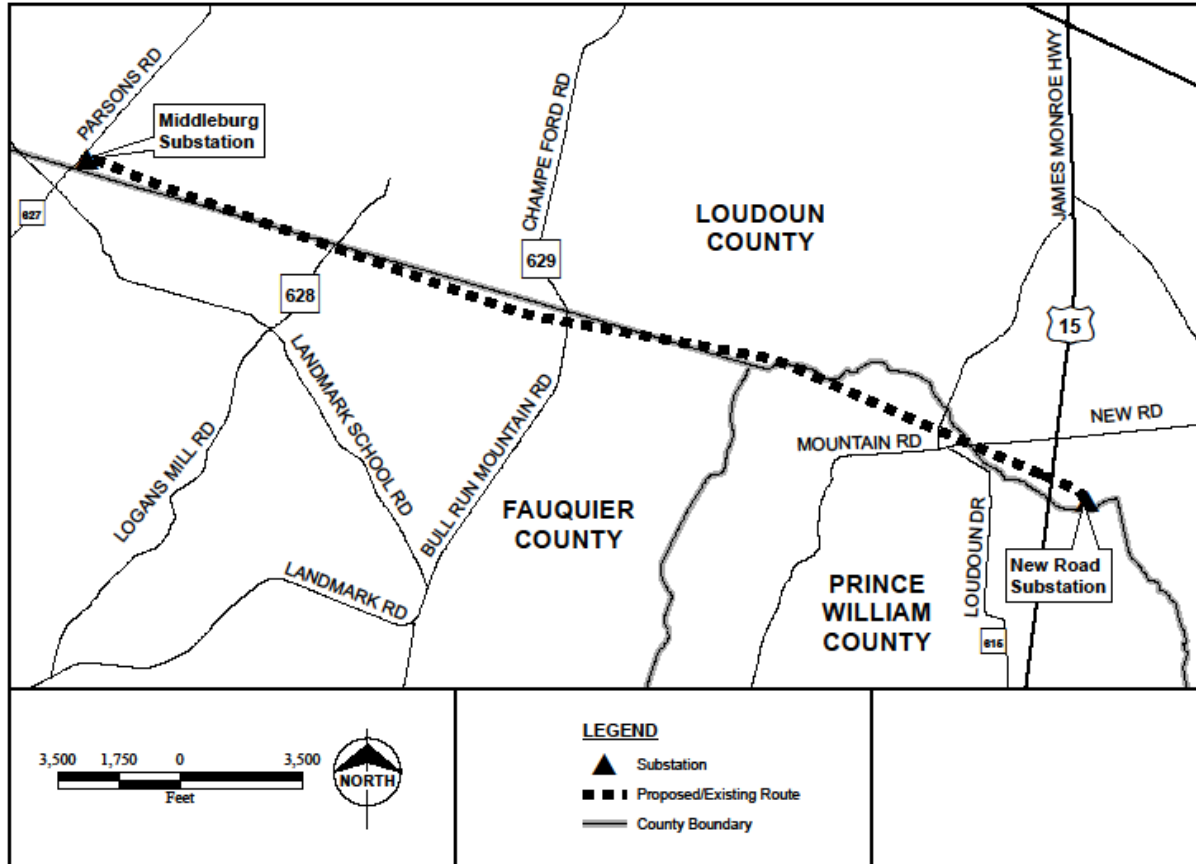 PARSONS RD
Middleburg
Substation
627
CHAMPE FORD RD
629
LOUDOUN
COUNTY
JAMES MONROE HWY
15
628
LANDMARK SCHOOL RD
LOGANS MILL RD
BULL RUN MOUNTAIN RD
LANDMARK RD
FAUQUIER
COUNTY
MOUNTAIN RD
NEW RD
LOUDOUN DR
PRINCE
WILLIAM
COUNTY
615
New Road
Substation
3,500 1,750 0 3,500
Feet
NORTH
LEGEND
Substation
Proposed/Existing Route
County Boundary